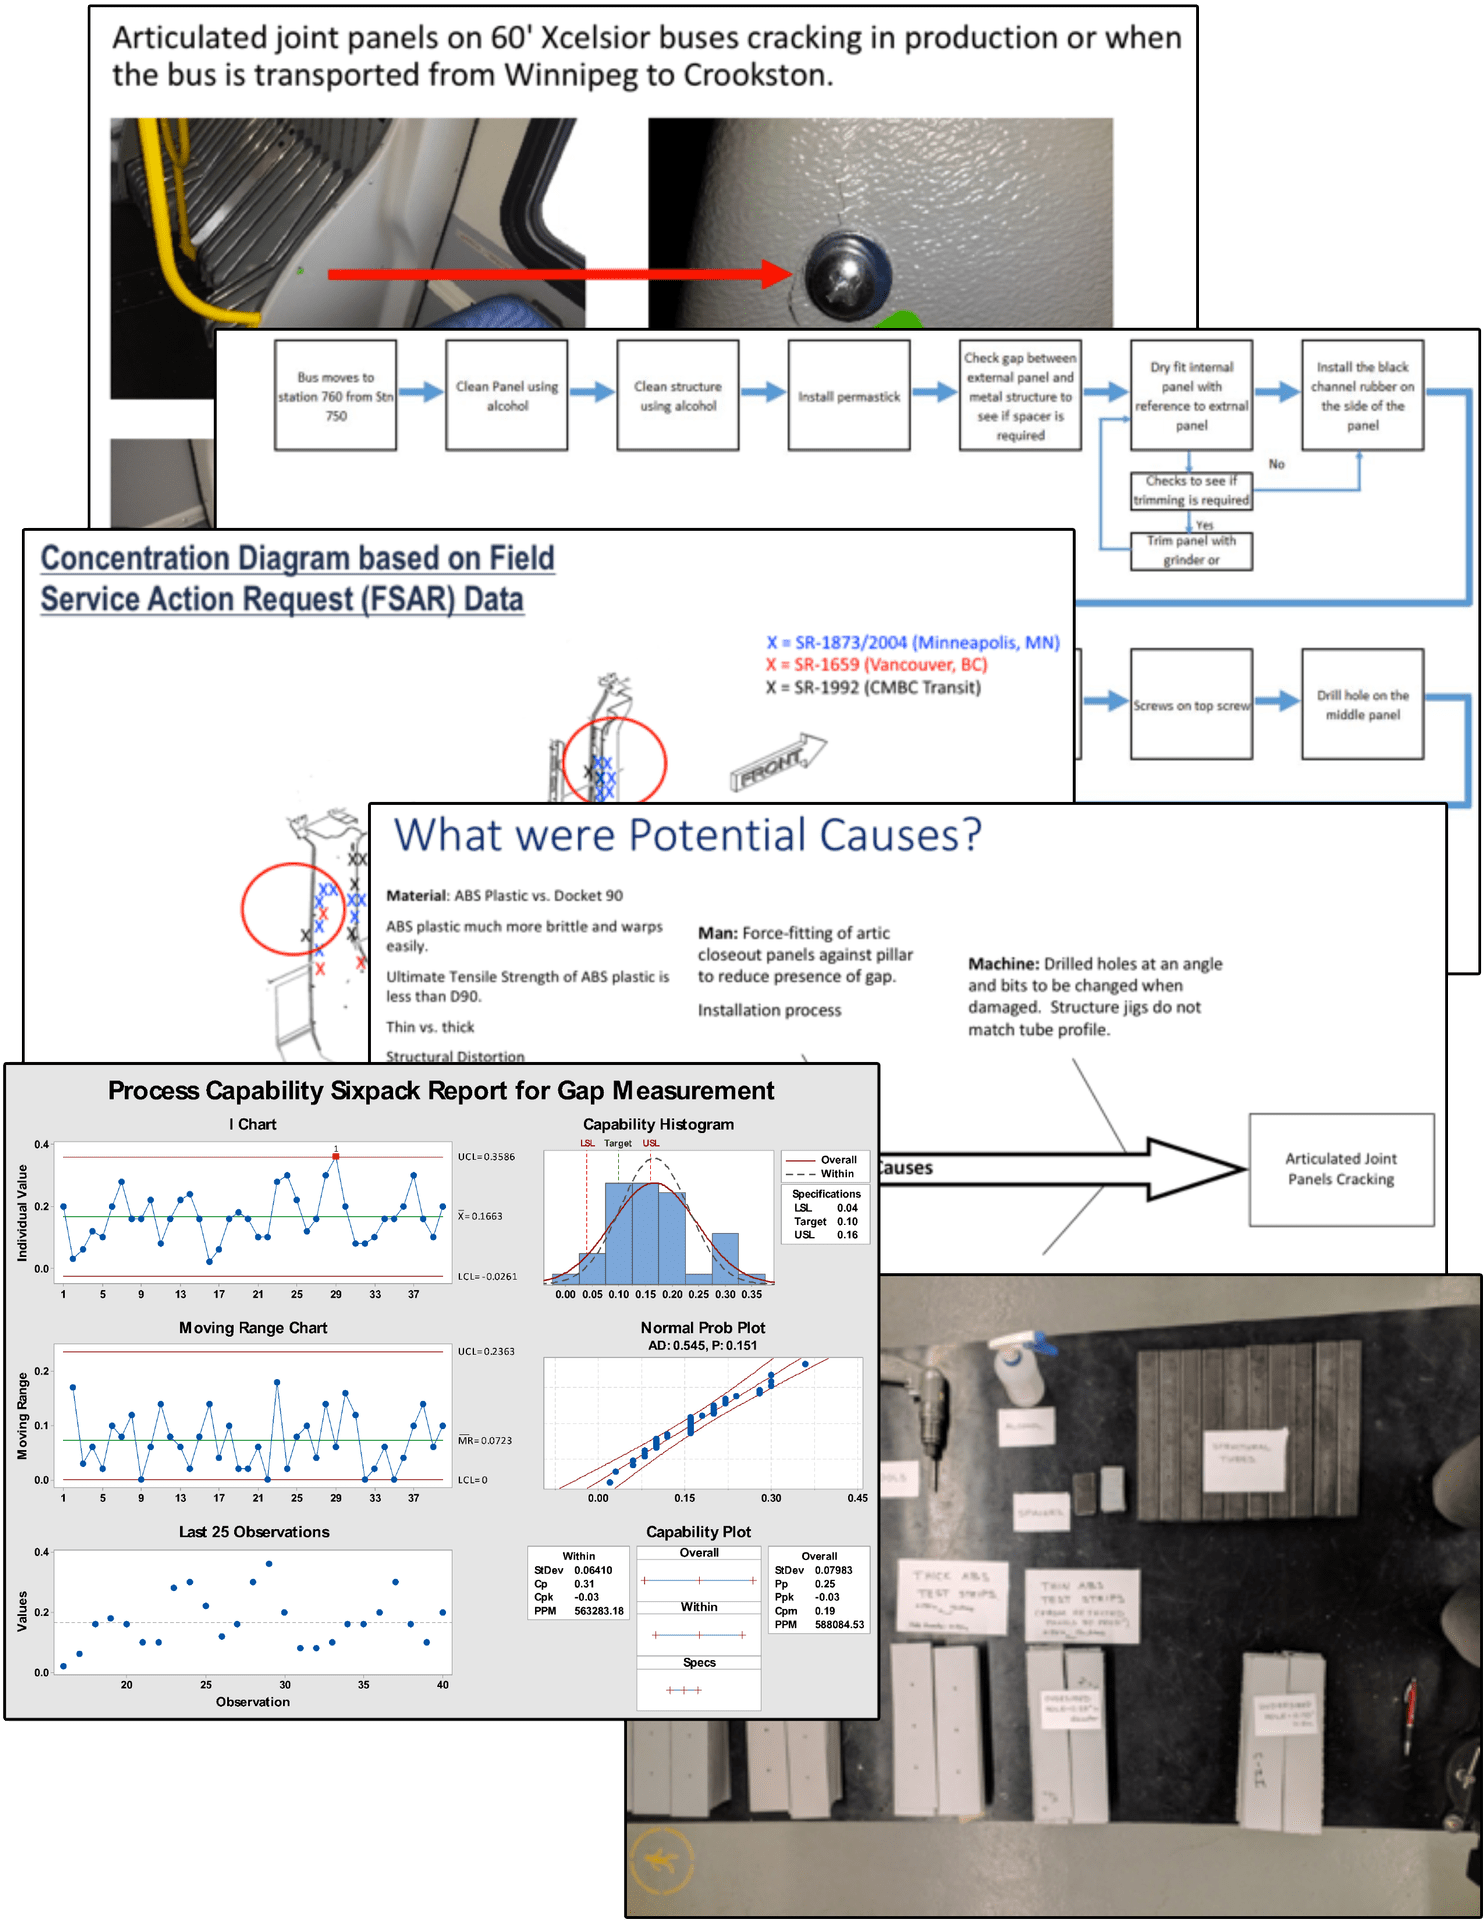 Articulated joint panels on 60' Xcelsior buses cracking in production or when
the bus is transported from Winnipeg to Crookston.
Bus moves to
station 760 from Stn
750
Clean Panel using
alcohol
Clean structure
using alcohol
Install permastick
Check gap between
external panel and
metal structure to
see if spacer is
required
Dry fit internal
panel with
reference to extrnal
panel
Install the black
channel rubber on
the side of the
panel
No
Checks to see if
trimming is required
Yes
Trim panel with
grinder or
Screws on top screw
Drill hole on the
middle panel
Concentration Diagram based on Field
Service Action Request (FSAR) Data
X = SR-1873/2004 (Minneapolis, MN)
X = SR-1659 (Vancouver, BC)
X = SR-1992 (CMBC Transit)
FRONT
What were Potential Causes?
Material: ABS Plastic vs. Docket 90
ABS plastic much more brittle and warps
easily.
Ultimate Tensile Strength of ABS plastic is
less than D90.
Thin vs. thick
Structural Distortion
Man: Force-fitting of artic
closeout panels against pillar
to reduce presence of gap.
Installation process
Machine: Drilled holes at an angle
and bits to be changed when
damaged. Structure jigs do not
match tube profile.
Causes
Articulated Joint
Panels Cracking
Process Capability Sixpack Report for Gap Measurement
I Chart
Individual Value
0.4
0.2
0.0
1
UCL=0.3586
X̄=0.1663
LCL=-0.0261
1 5 9 13 17 21 25 29 33 37
Capability Histogram
LSL Target USL
Overall
Within
Specifications
LSL 0.04
Target 0.10
USL 0.16
0.00 0.05 0.10 0.15 0.20 0.25 0.30 0.35
Moving Range Chart
Moving Range
0.2
0.1
0.0
UCL=0.2363
M̅R̅=0.0723
LCL=0
1 5 9 13 17 21 25 29 33 37
Normal Prob Plot
AD: 0.545, P: 0.151
0.00 0.15 0.30 0.45
Last 25 Observations
Values
0.4
0.2
0.0
20 25 30 35 40
Observation
Capability Plot
Within
StDev 0.06410
Cp 0.31
Cpk -0.03
PPM 563283.18
Overall
Within
Specs
Overall
StDev 0.07983
Pp 0.25
Ppk -0.03
Cpm 0.19
PPM 588084.53
ALCOHOL
STRUCTURAL
TUBES
SPACERS
THICK ABS
TEST STRIPS
THIN ABS
TEST STRIPS